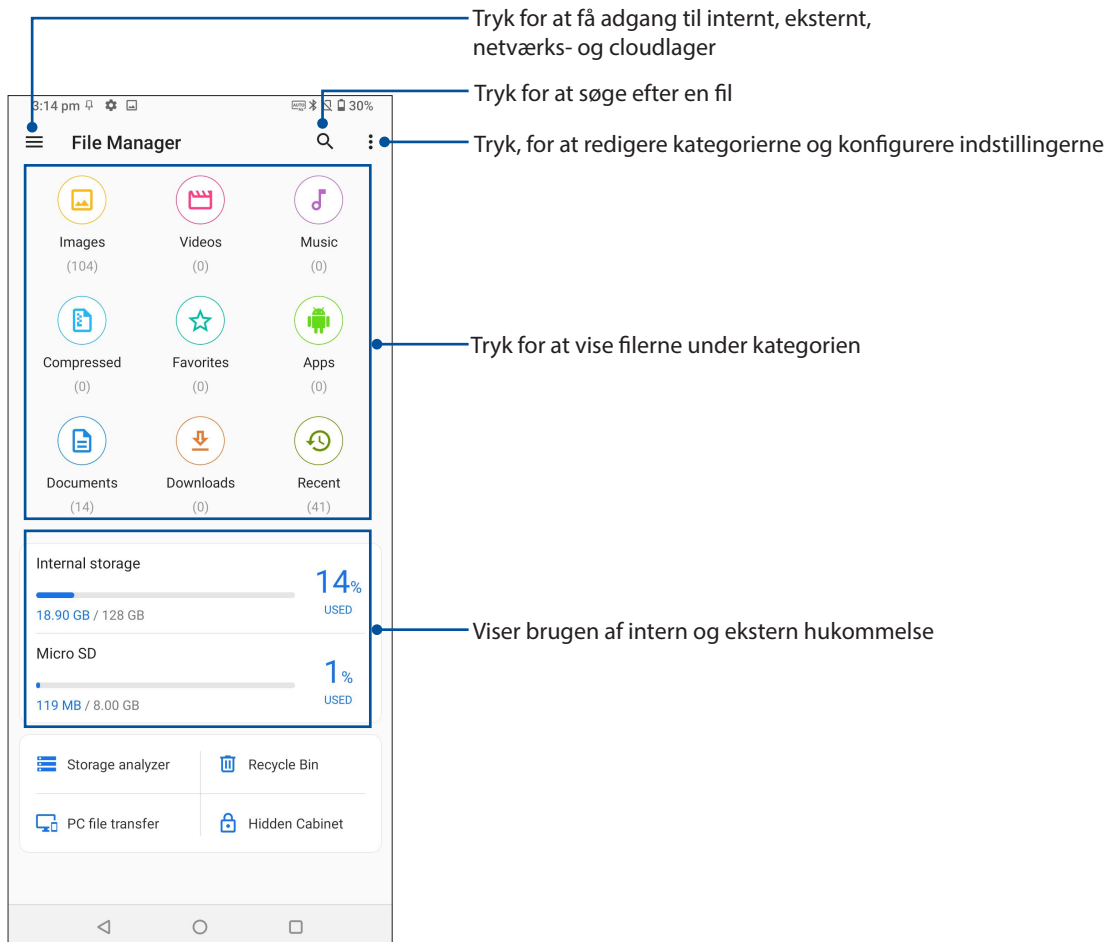 Tryk for at få adgang til internt, eksternt,
netværks- og cloudlager
Tryk for at søge efter en fil
Tryk, for at redigere kategorierne og konfigurere indstillingerne
3:14 pm
AUTO
30%
File Manager
Images
Videos
Music
(104)
(0)
(0)
Compressed
Favorites
Apps
(0)
(0)
(0)
Tryk for at vise filerne under kategorien
Documents
Downloads
Recent
(14)
(0)
(41)
Internal storage
14%
USED
18.90 GB / 128 GB
Viser brugen af intern og ekstern hukommelse
Micro SD
1%
USED
119 MB / 8.00 GB
Storage analyzer
Recycle Bin
PC file transfer
Hidden Cabinet